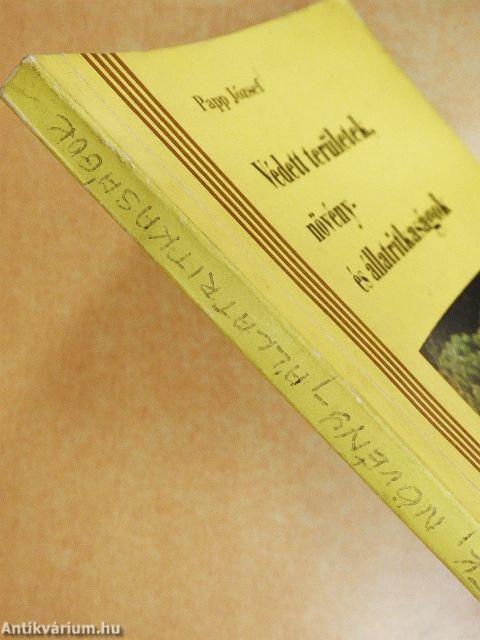 Papp József
Védett területek,
növény-
és állatritkaságok
NÖVÉNY-, ÁLLATRITKASÁGOK
Antikvárium.hu